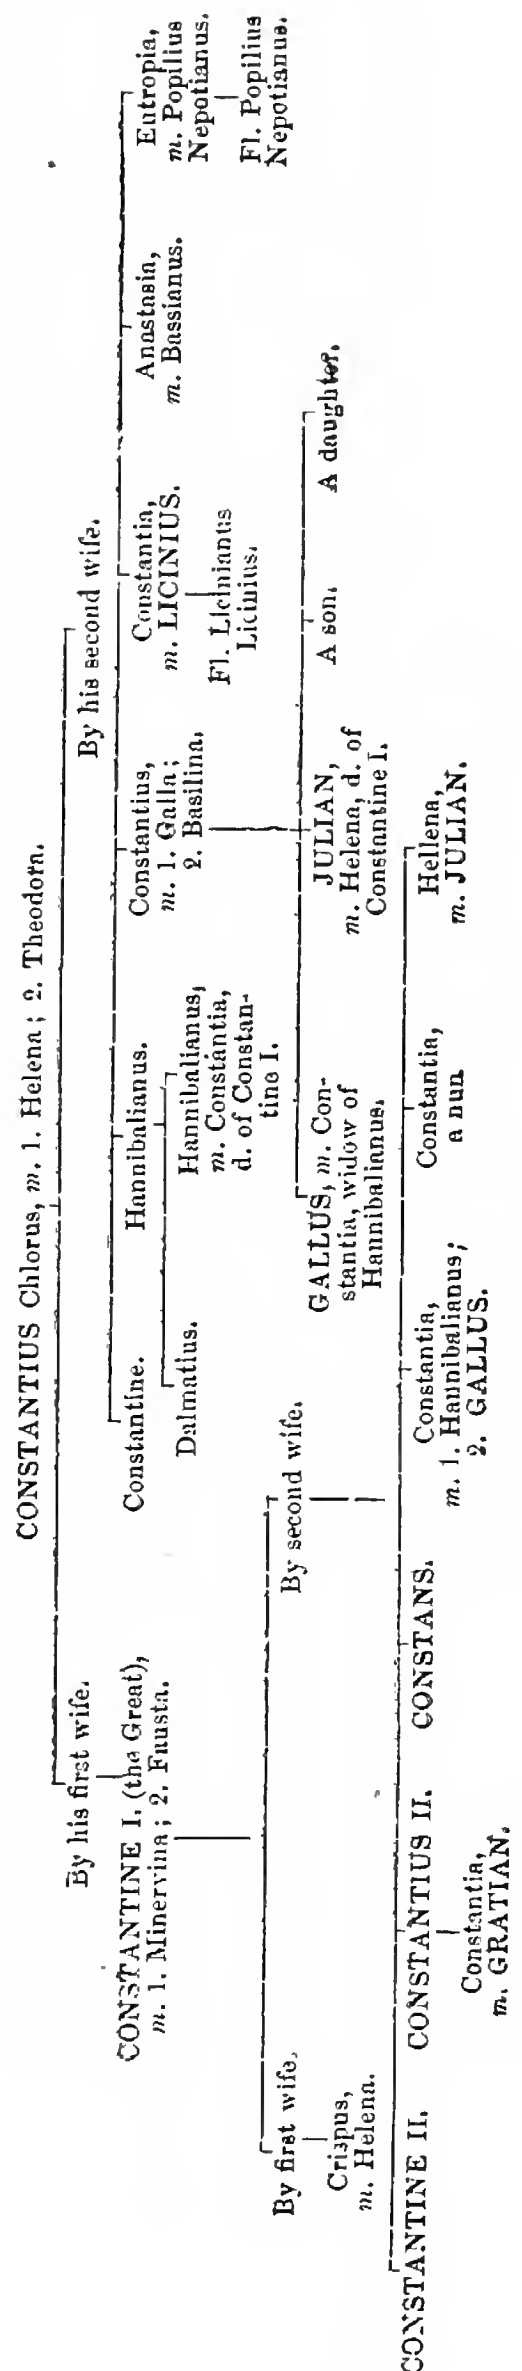 CONSTANTIUS Chlorus, m. 1. Helena; 2. Theodora.
By his first wife.
By his second wife.
CONSTANTINE I. (the Great),
m. 1. Minervina; 2. Fausta.
Constantine.
Hannibalianus.
Constantius,
m. 1. Galla;
2. Basilina.
Constantia,
m. LICINIUS.
Anastasia,
m. Bassianus.
Eutropia,
m. Popilius
Nepotianus.
Dalmatius.
Hannibalianus,
m. Constantia,
d. of Constan-
tine I.
Fl. Licinianus
Licinius.
Fl. Popilius
Nepotianus.
By first wife.
By second wife.
GALLUS, m. Con-
stantia, widow of
Hannibalianus.
JULIAN,
m. Helena, d. of
Constantine I.
A son.
A daughter.
Crispus,
m. Helena.
CONSTANTINE II.
CONSTANTIUS II.
CONSTANS.
Constantia,
m. 1. Hannibalianus;
2. GALLUS.
Constantia,
a nun.
Hellena,
m. JULIAN.
Constantia,
m. GRATIAN.